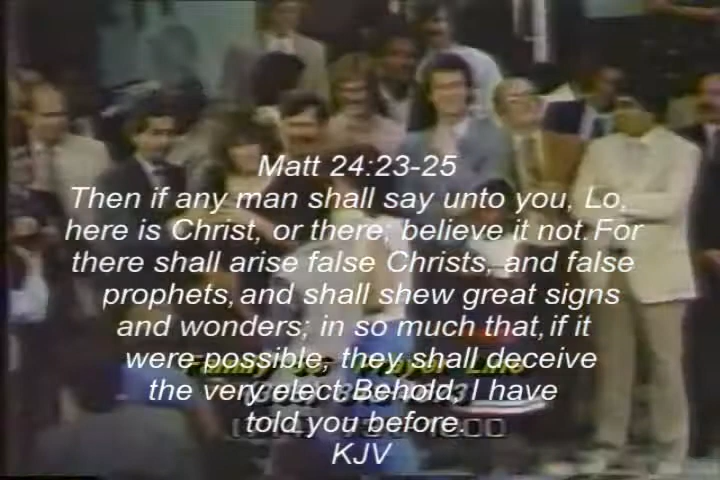 Matt 24:23-25
Then if any man shall say unto you, Lo,
here is Christ, or there; believe it not. For
there shall arise false Christs, and false
prophets, and shall shew great signs
and wonders; in so much that, if it
were possible, they shall deceive
the very elect. Behold, I have
told you before.
KJV